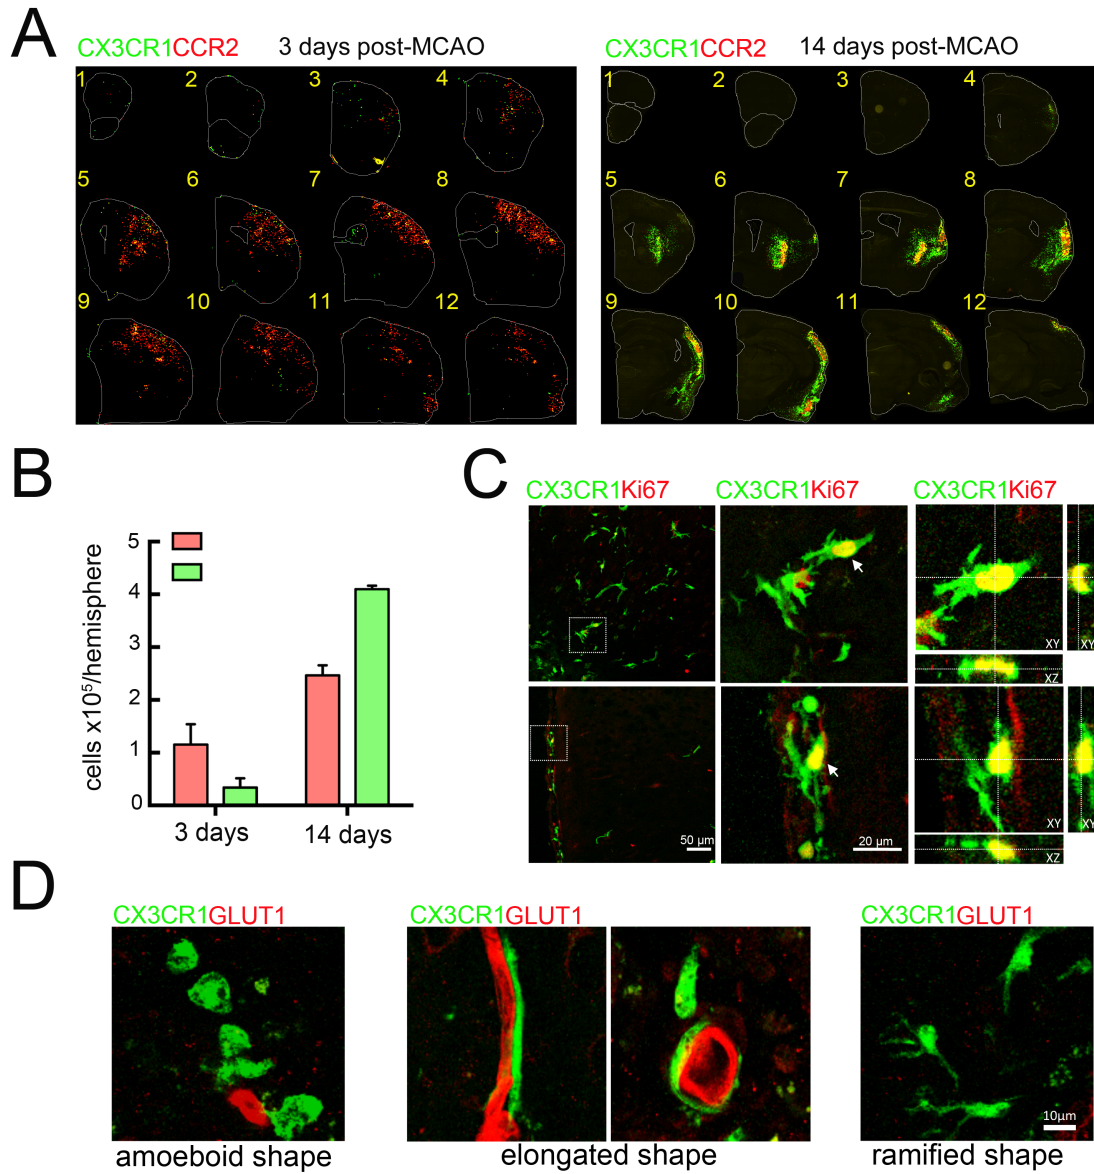 A
CX3CR1CCR2 3 days post-MCAO
1 2 3 4
5 6 7 8
9 10 11 12
CX3CR1CCR2 14 days post-MCAO
1 2 3 4
5 6 7 8
9 10 11 12
B
cells x10⁵/hemisphere
5
4
3
2
1
0
3 days 14 days
C
CX3CR1Ki67 CX3CR1Ki67 CX3CR1Ki67
XY XY
XZ
50 µm 20 µm XY XY
XZ
D
CX3CR1GLUT1 CX3CR1GLUT1 CX3CR1GLUT1
10µm
amoeboid shape elongated shape ramified shape